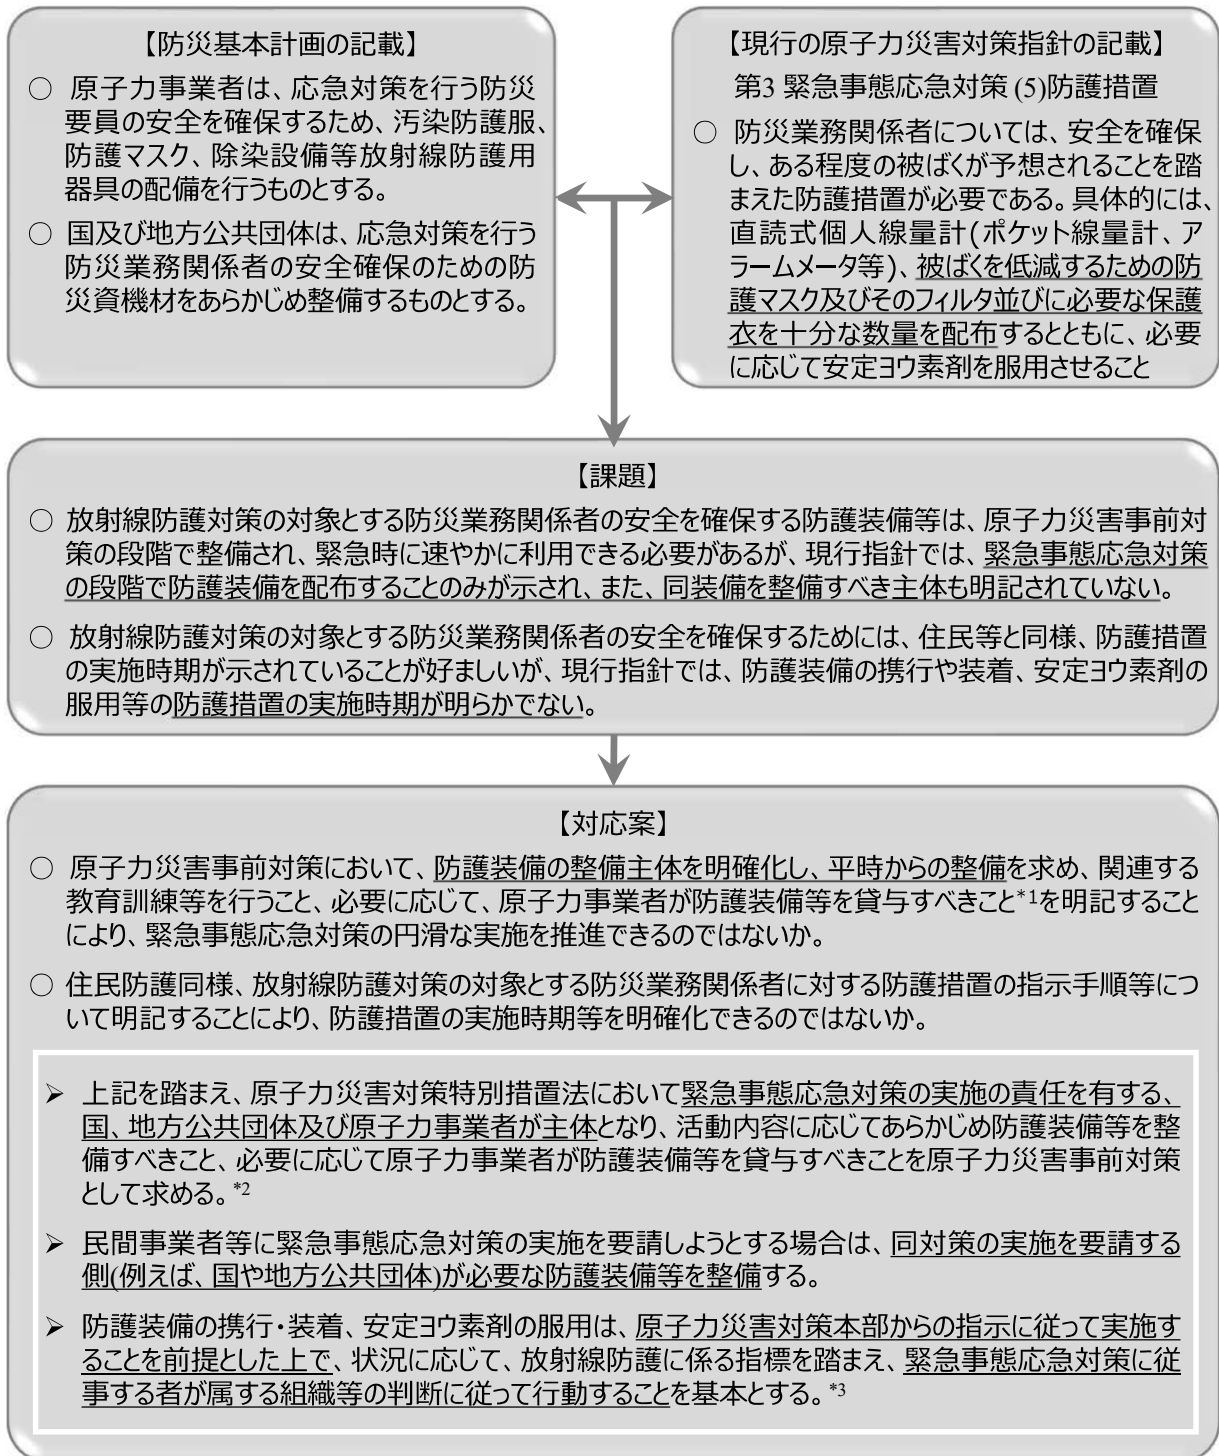 【防災基本計画の記載】
○ 原子力事業者は、応急対策を行う防災
要員の安全を確保するため、汚染防護服、
防護マスク、除染設備等放射線防護用
器具の配備を行うものとする。
○ 国及び地方公共団体は、応急対策を行う
防災業務関係者の安全確保のための防
災資機材をあらかじめ整備するものとする。
【現行の原子力災害対策指針の記載】
第3 緊急事態応急対策 (5)防護措置
○ 防災業務関係者については、安全を確保
し、ある程度の被ばくが予想されることを踏
まえた防護措置が必要である。具体的には、
直読式個人線量計(ポケット線量計、ア
ラームメータ等)、被ばくを低減するための防
護マスク及びそのフィルタ並びに必要な保護
衣を十分な数量を配布するとともに、必要
に応じて安定ヨウ素剤を服用させること
【課題】
○ 放射線防護対策の対象とする防災業務関係者の安全を確保する防護装備等は、原子力災害事前対
策の段階で整備され、緊急時に速やかに利用できる必要があるが、現行指針では、緊急事態応急対策
の段階で防護装備を配布することのみが示され、また、同装備を整備すべき主体も明記されていない。
○ 放射線防護対策の対象とする防災業務関係者の安全を確保するためには、住民等と同様、防護措置
の実施時期が示されていることが好ましいが、現行指針では、防護装備の携行や装着、安定ヨウ素剤の
服用等の防護措置の実施時期が明らかでない。
【対応案】
○ 原子力災害事前対策において、防護装備の整備主体を明確化し、平時からの整備を求め、関連する
教育訓練等を行うこと、必要に応じて、原子力事業者が防護装備等を貸与すべきこと*1を明記すること
により、緊急事態応急対策の円滑な実施を推進できるのではないか。
○ 住民防護同様、放射線防護対策の対象とする防災業務関係者に対する防護措置の指示手順等につ
いて明記することにより、防護措置の実施時期等を明確化できるのではないか。
➢ 上記を踏まえ、原子力災害対策特別措置法において緊急事態応急対策の実施の責任を有する、
国、地方公共団体及び原子力事業者が主体となり、活動内容に応じてあらかじめ防護装備等を整
備すべきこと、必要に応じて原子力事業者が防護装備等を貸与すべきことを原子力災害事前対策
として求める。*2
➢ 民間事業者等に緊急事態応急対策の実施を要請しようとする場合は、同対策の実施を要請する
側(例えば、国や地方公共団体)が必要な防護装備等を整備する。
➢ 防護装備の携行・装着、安定ヨウ素剤の服用は、原子力災害対策本部からの指示に従って実施す
ることを前提とした上で、状況に応じて、放射線防護に係る指標を踏まえ、緊急事態応急対策に従
事する者が属する組織等の判断に従って行動することを基本とする。*3